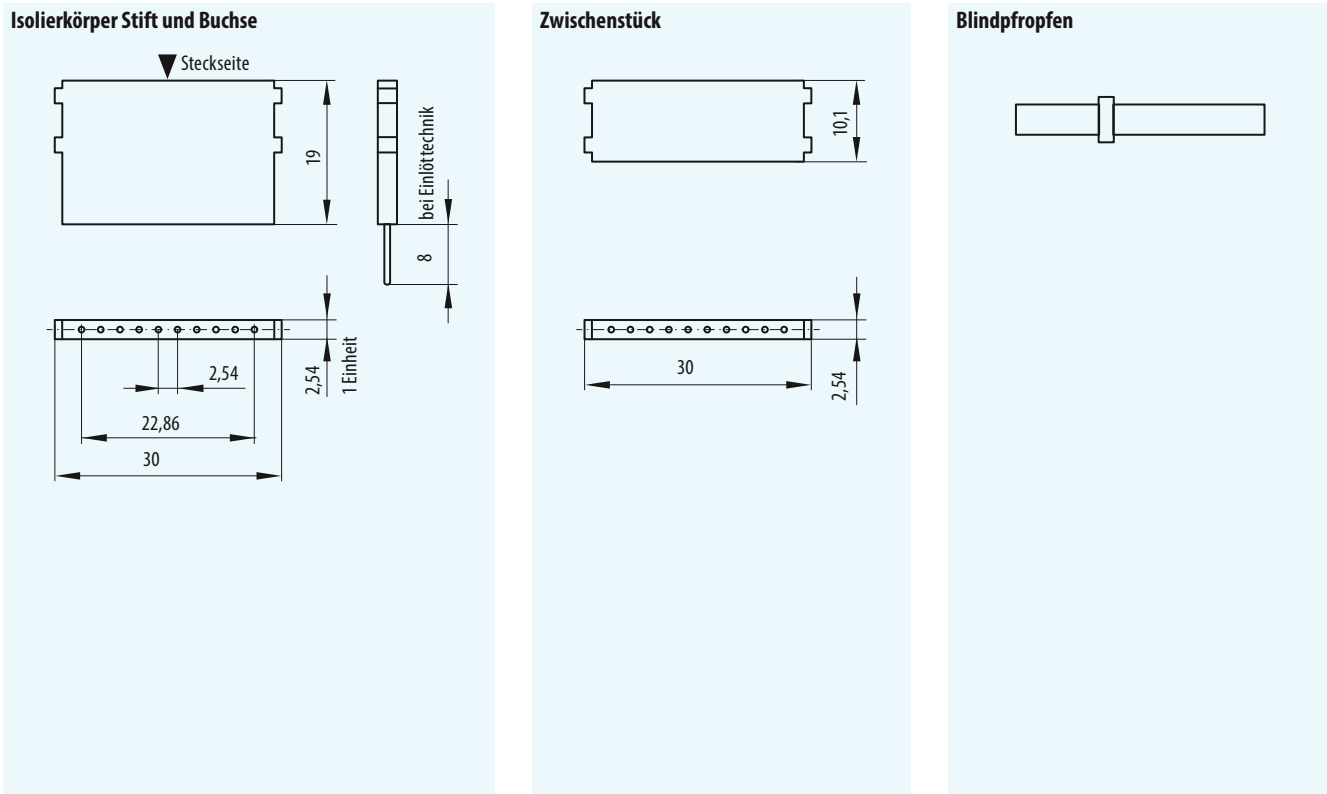 Isolierkörper Stift und Buchse
Steckseite
19
bei Einlöttechnik
8
2,54
2,54
1 Einheit
22,86
30
Zwischenstück
10,1
30
2,54
Blindpfropfen